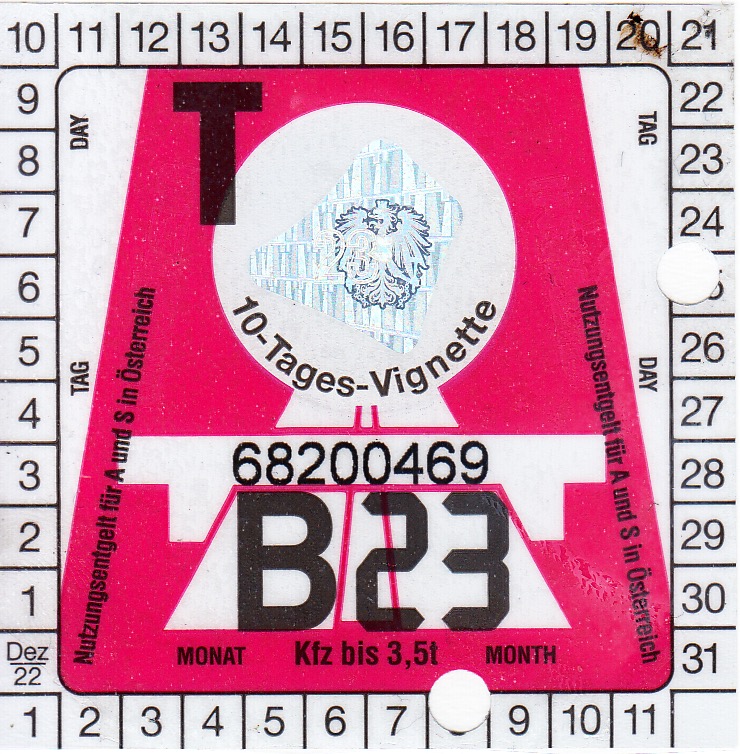 10 11 12 13 14 15 16 17 18 19 20 21
9 22
8 23
7 24
6
5 26
4 27
3 28
2 29
1 30
Dez
22
31
1 2 3 4 5 6 7 9 10 11
DAY
TAG
T
10-Tages-Vignette
TAG
DAY
Nutzungsentgelt für A und S in Österreich
Nutzungsentgelt für A und S in Österreich
68200469
B23
MONAT Kfz bis 3,5t MONTH